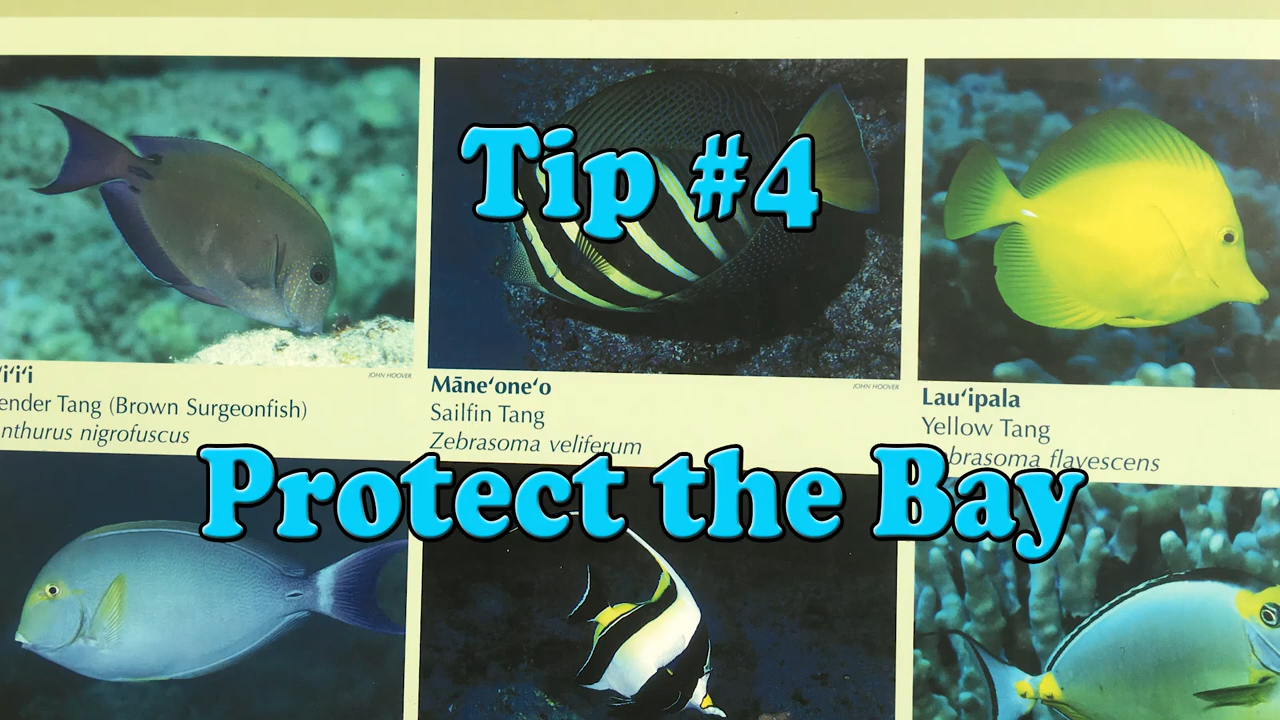 Tip #4
JOHN HOOVER
JOHN HOOVER
Māneʻoneʻo
Sailfin Tang
Zebrasoma veliferum
Lauʻipala
Yellow Tang
brasoma flavescens
ʻiʻiʻi
ender Tang (Brown Surgeonfish)
nthurus nigrofuscus
Protect the Bay